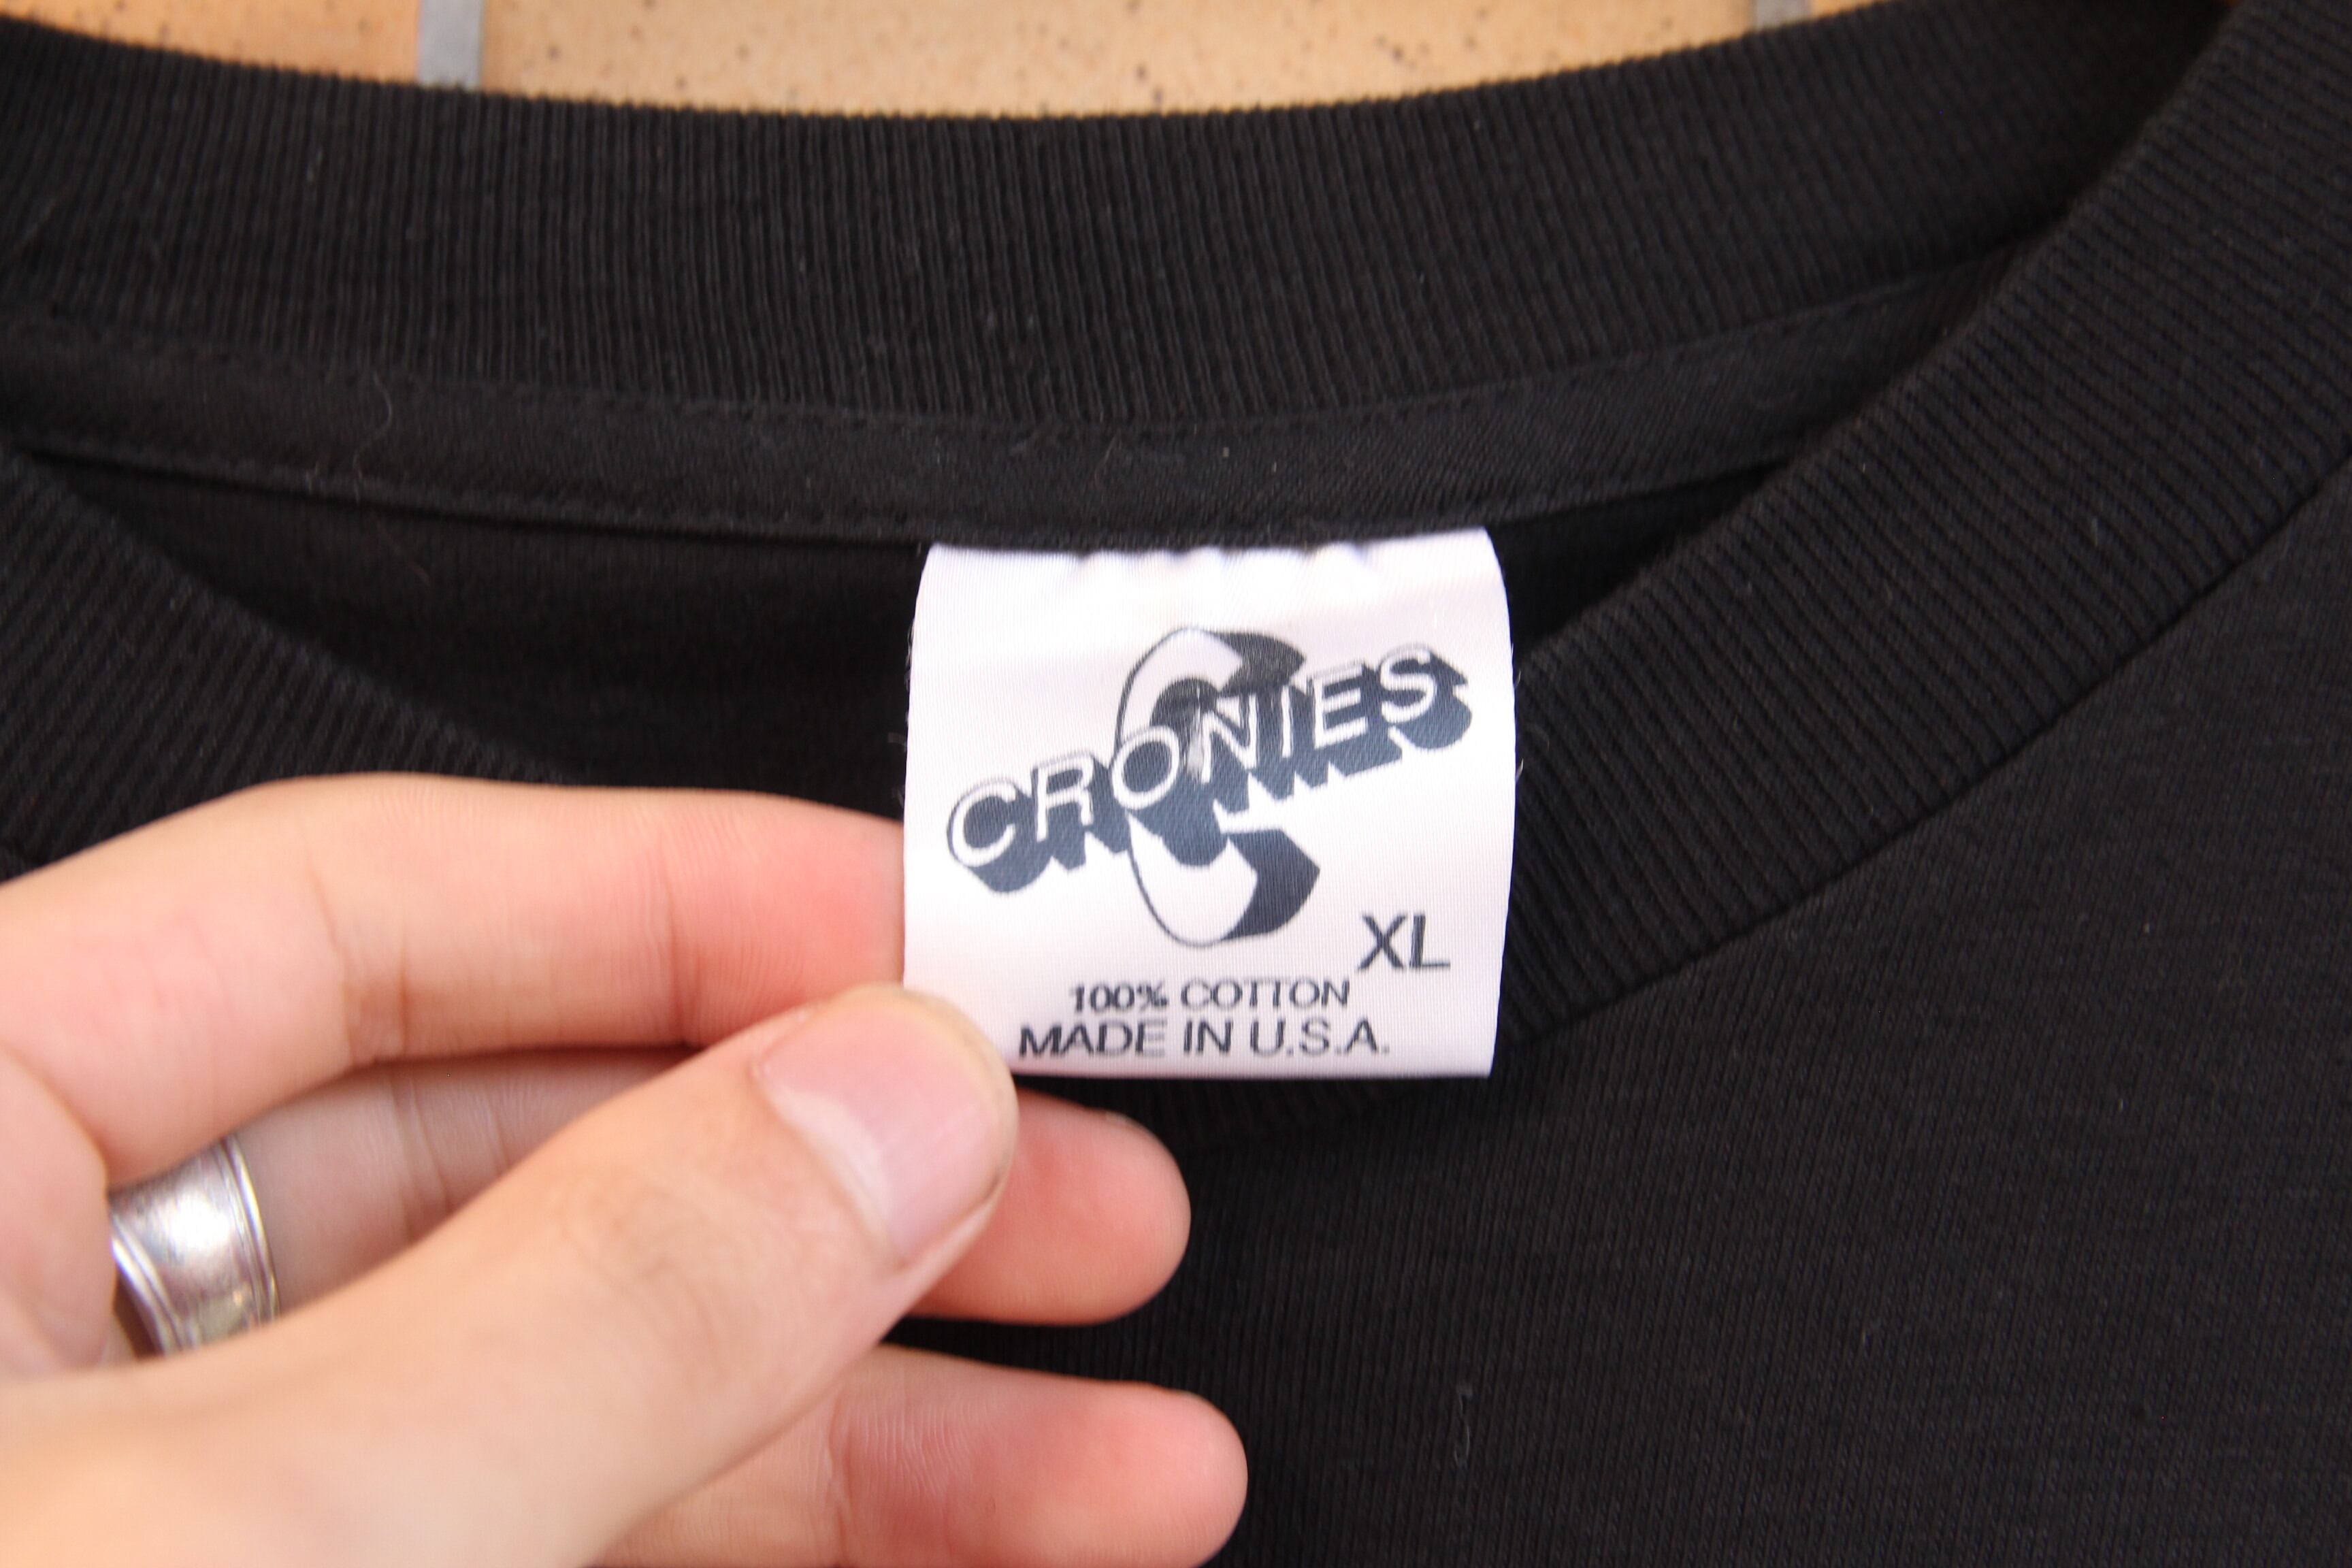 CRONIES
XL
100% COTTON
MADE IN U.S.A.